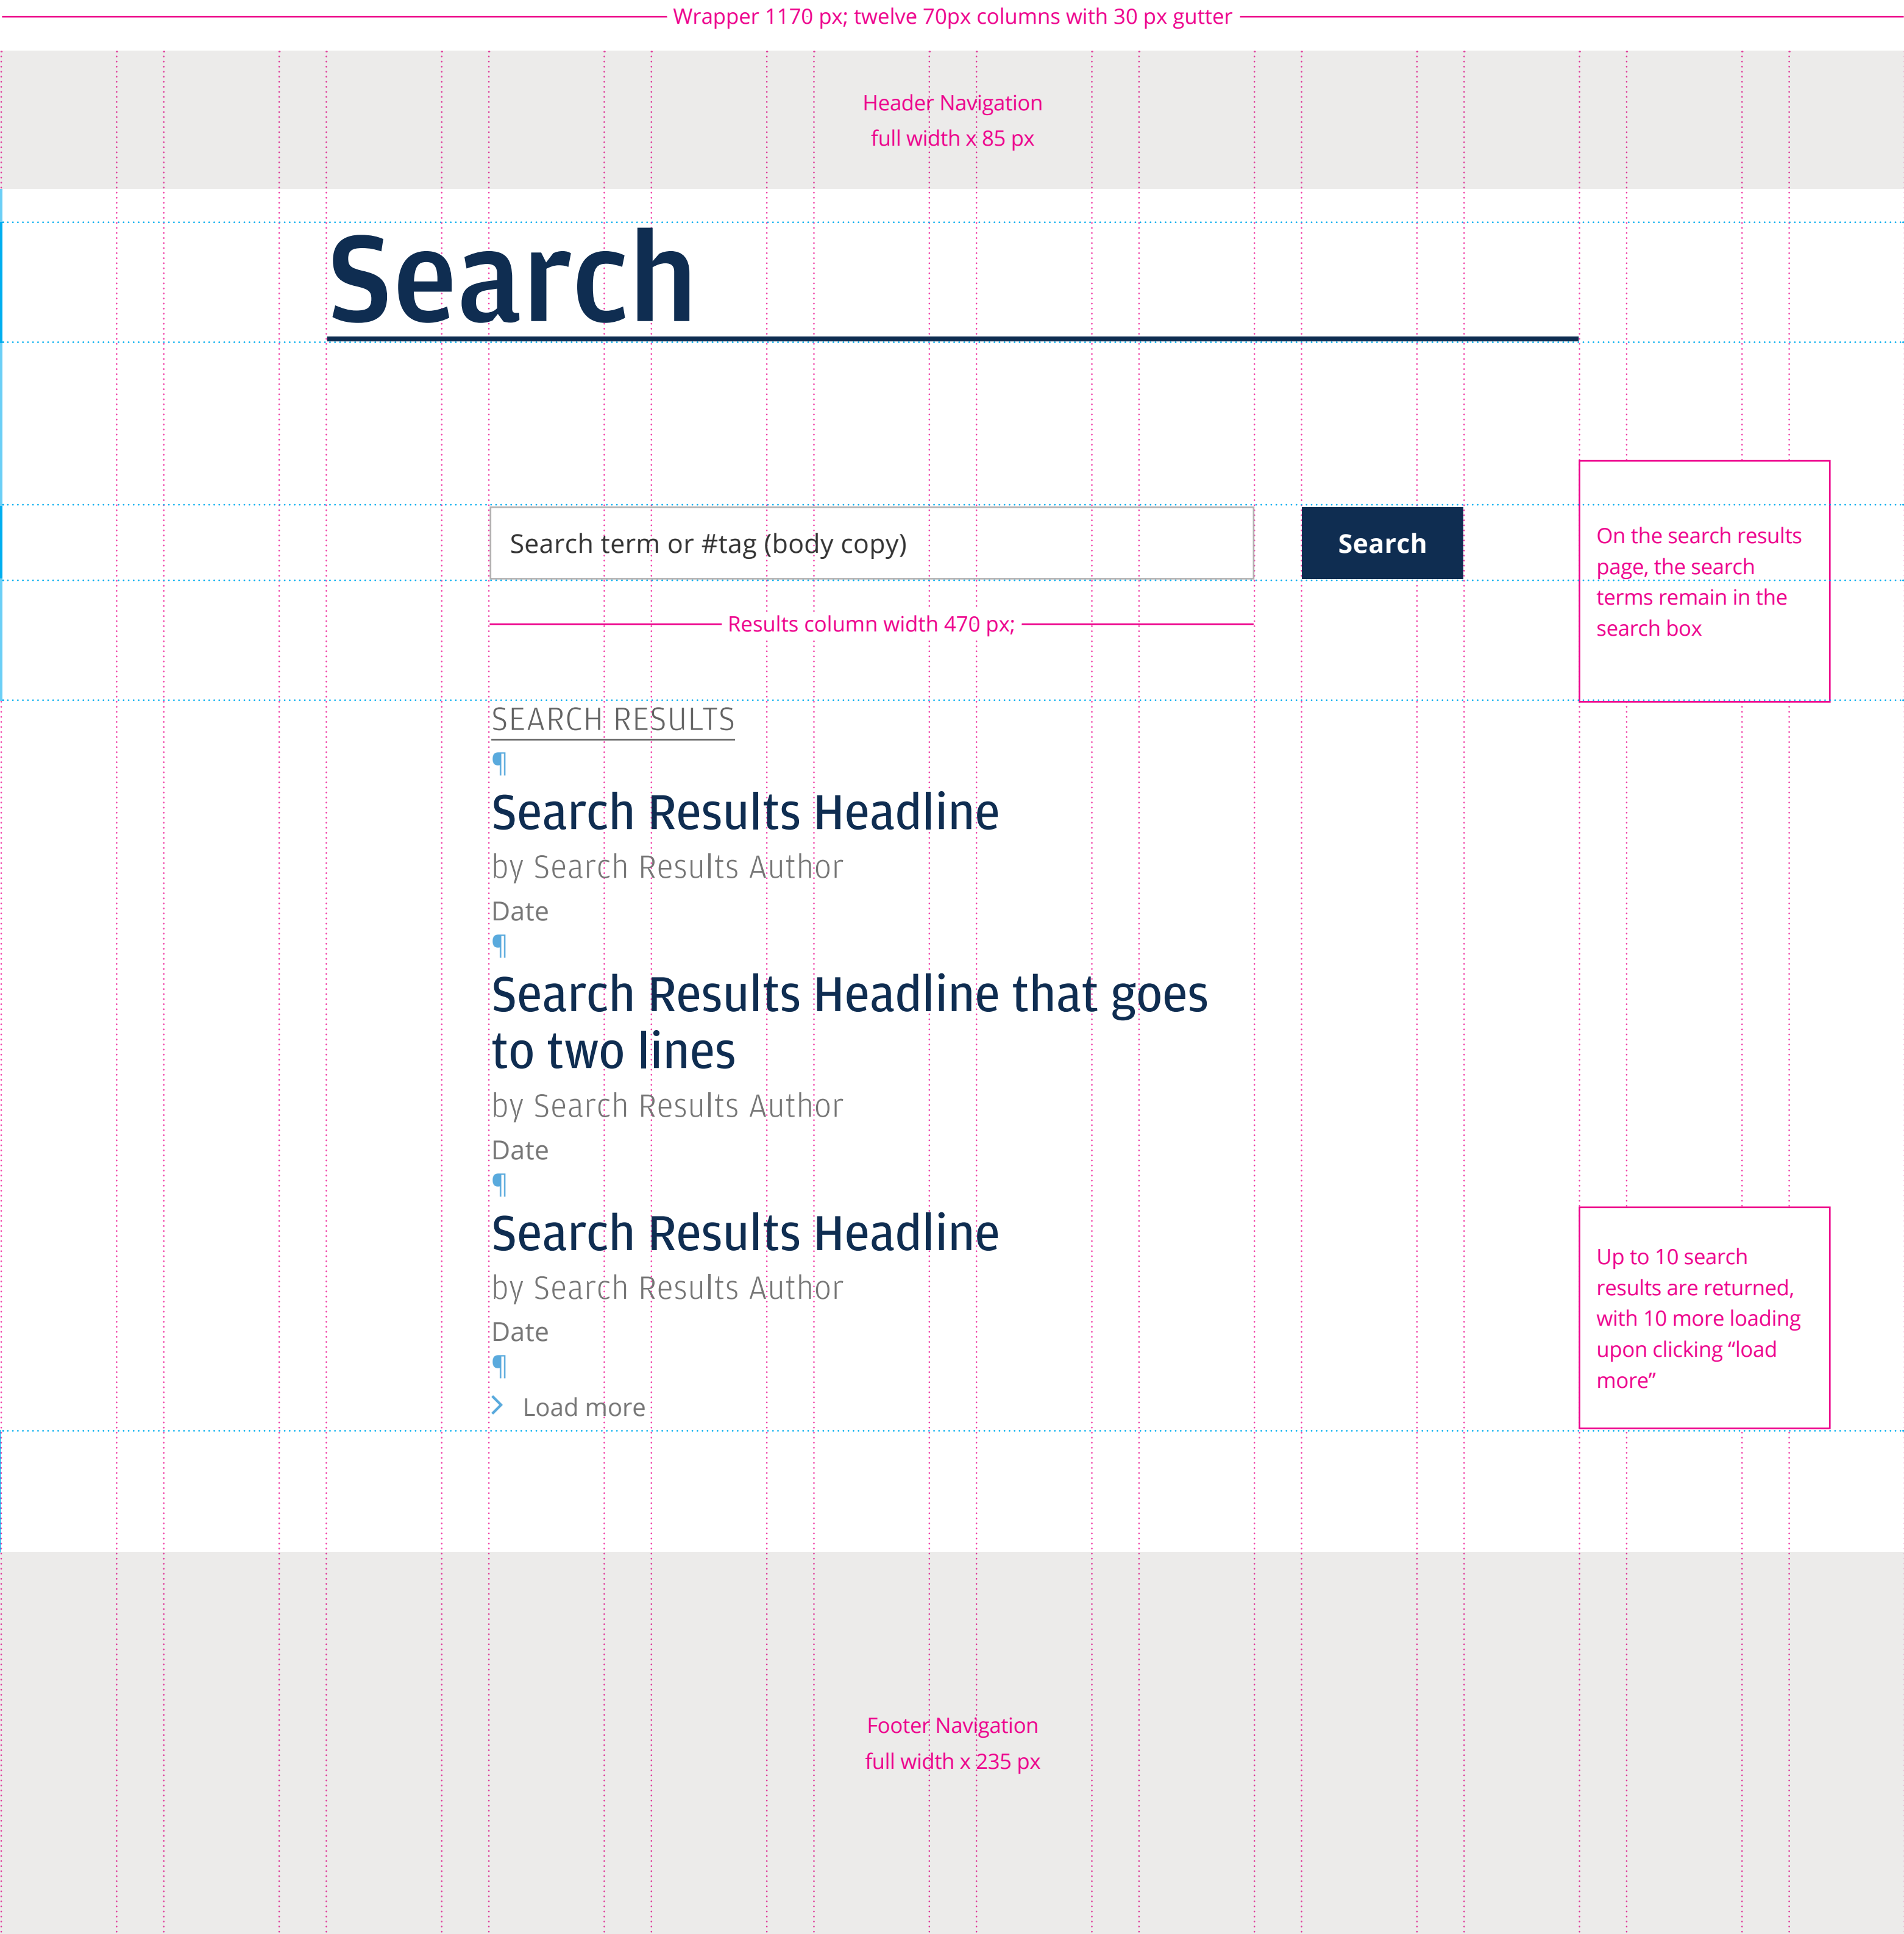 Wrapper 1170 px; twelve 70px columns with 30 px gutter
Header Navigation
full width x 85 px
Search
Search term or #tag (body copy)
Search
On the search results
page, the search
terms remain in the
search box
Results column width 470 px;
SEARCH RESULTS
¶
Search Results Headline
by Search Results Author
Date
¶
Search Results Headline that goes
to two lines
by Search Results Author
Date
¶
Search Results Headline
by Search Results Author
Date
¶
Load more
Up to 10 search
results are returned,
with 10 more loading
upon clicking “load
more”
Footer Navigation
full width x 235 px